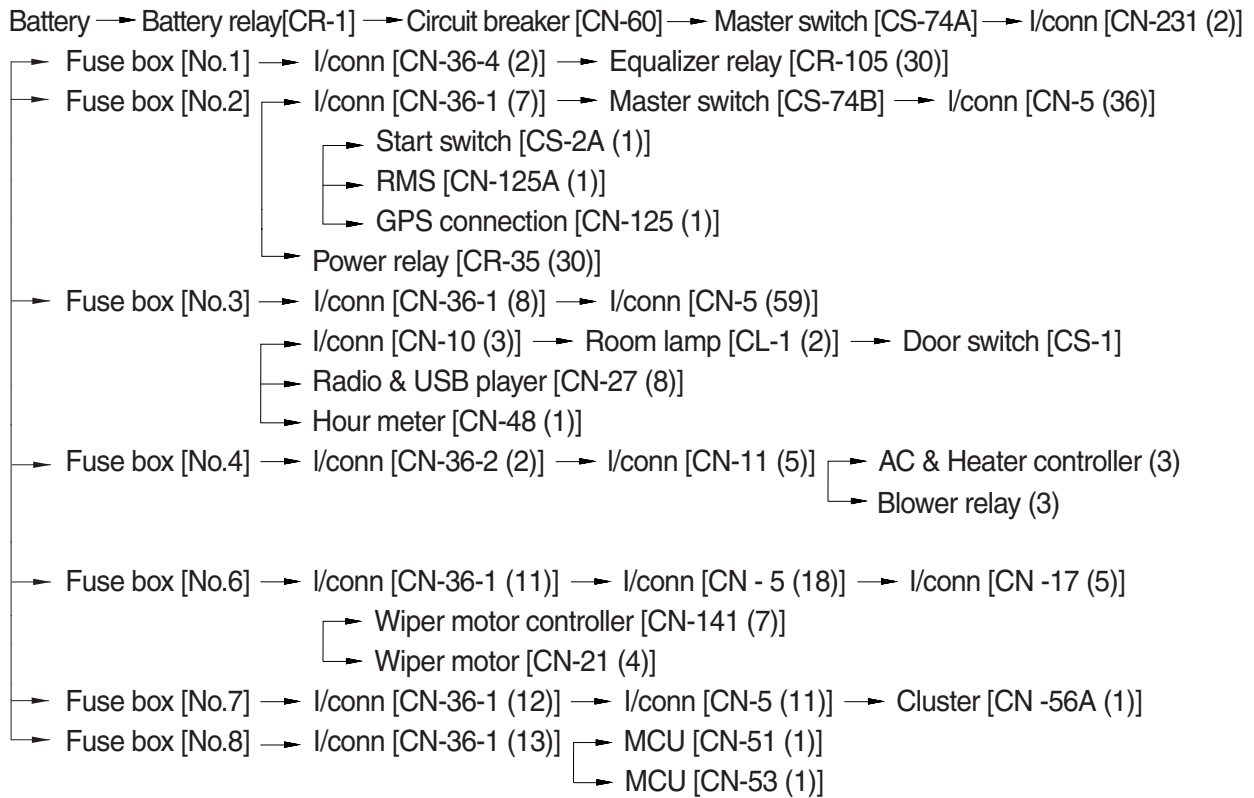 Battery → Battery relay[CR-1] → Circuit breaker [CN-60] → Master switch [CS-74A] → I/conn [CN-231 (2)]
Fuse box [No.1] → I/conn [CN-36-4 (2)] → Equalizer relay [CR-105 (30)]
Fuse box [No.2] → I/conn [CN-36-1 (7)] → Master switch [CS-74B] → I/conn [CN-5 (36)]
Start switch [CS-2A (1)]
RMS [CN-125A (1)]
GPS connection [CN-125 (1)]
Power relay [CR-35 (30)]
Fuse box [No.3] → I/conn [CN-36-1 (8)] → I/conn [CN-5 (59)]
I/conn [CN-10 (3)] → Room lamp [CL-1 (2)] → Door switch [CS-1]
Radio & USB player [CN-27 (8)]
Hour meter [CN-48 (1)]
Fuse box [No.4] → I/conn [CN-36-2 (2)] → I/conn [CN-11 (5)] → AC & Heater controller (3)
Blower relay (3)
Fuse box [No.6] → I/conn [CN-36-1 (11)] → I/conn [CN - 5 (18)] → I/conn [CN -17 (5)]
Wiper motor controller [CN-141 (7)]
Wiper motor [CN-21 (4)]
Fuse box [No.7] → I/conn [CN-36-1 (12)] → I/conn [CN-5 (11)] → Cluster [CN -56A (1)]
Fuse box [No.8] → I/conn [CN-36-1 (13)] → MCU [CN-51 (1)]
MCU [CN-53 (1)]